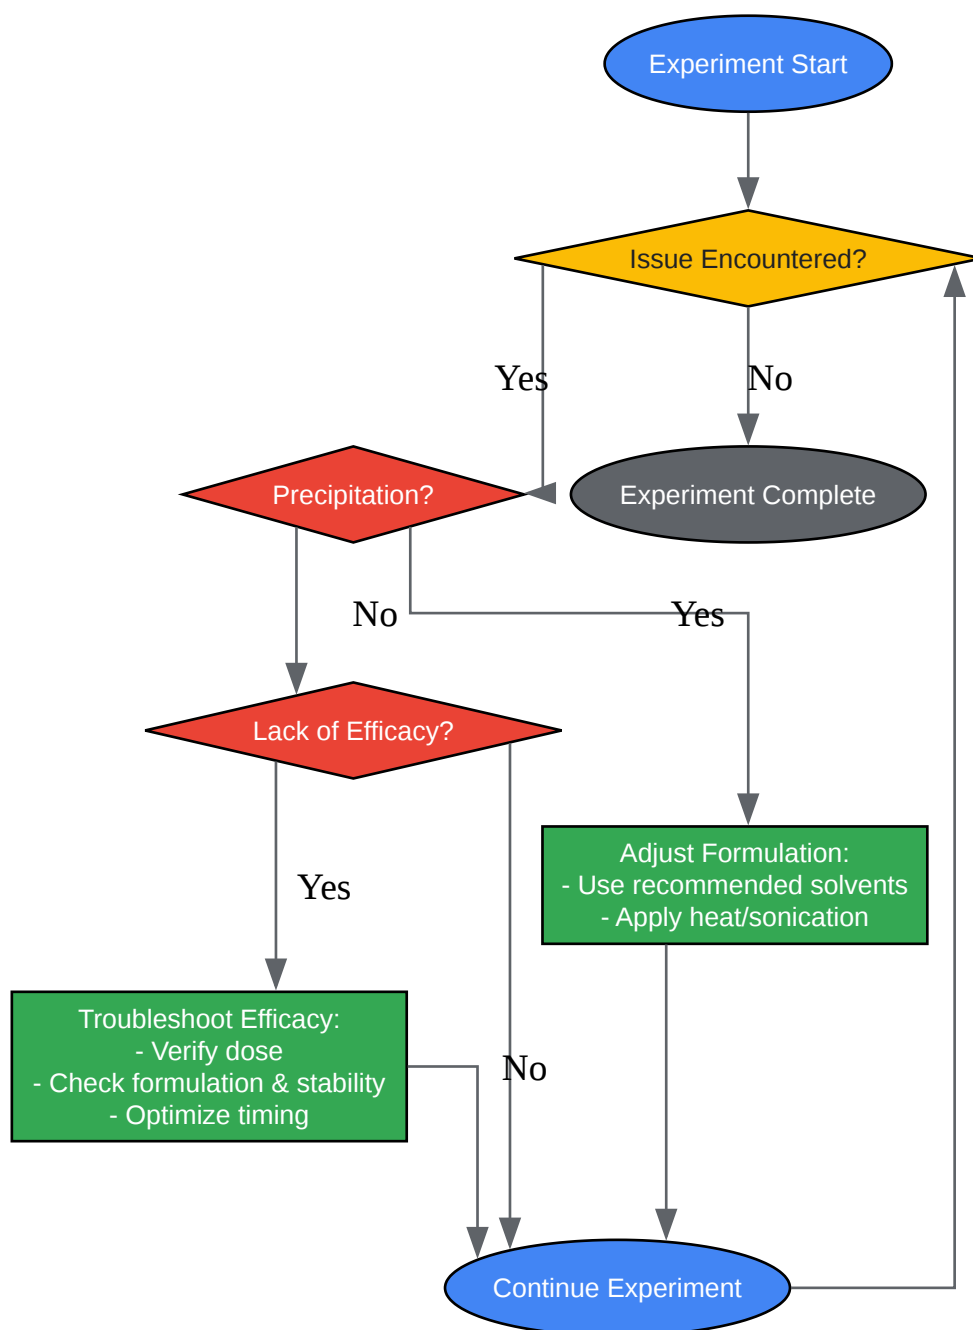 Experiment Start
Issue Encountered?
Yes
No
Precipitation?
Experiment Complete
No
Yes
Lack of Efficacy?
Adjust Formulation:
- Use recommended solvents
- Apply heat/sonication
Yes
Troubleshoot Efficacy:
- Verify dose
- Check formulation & stability
- Optimize timing
No
Continue Experiment